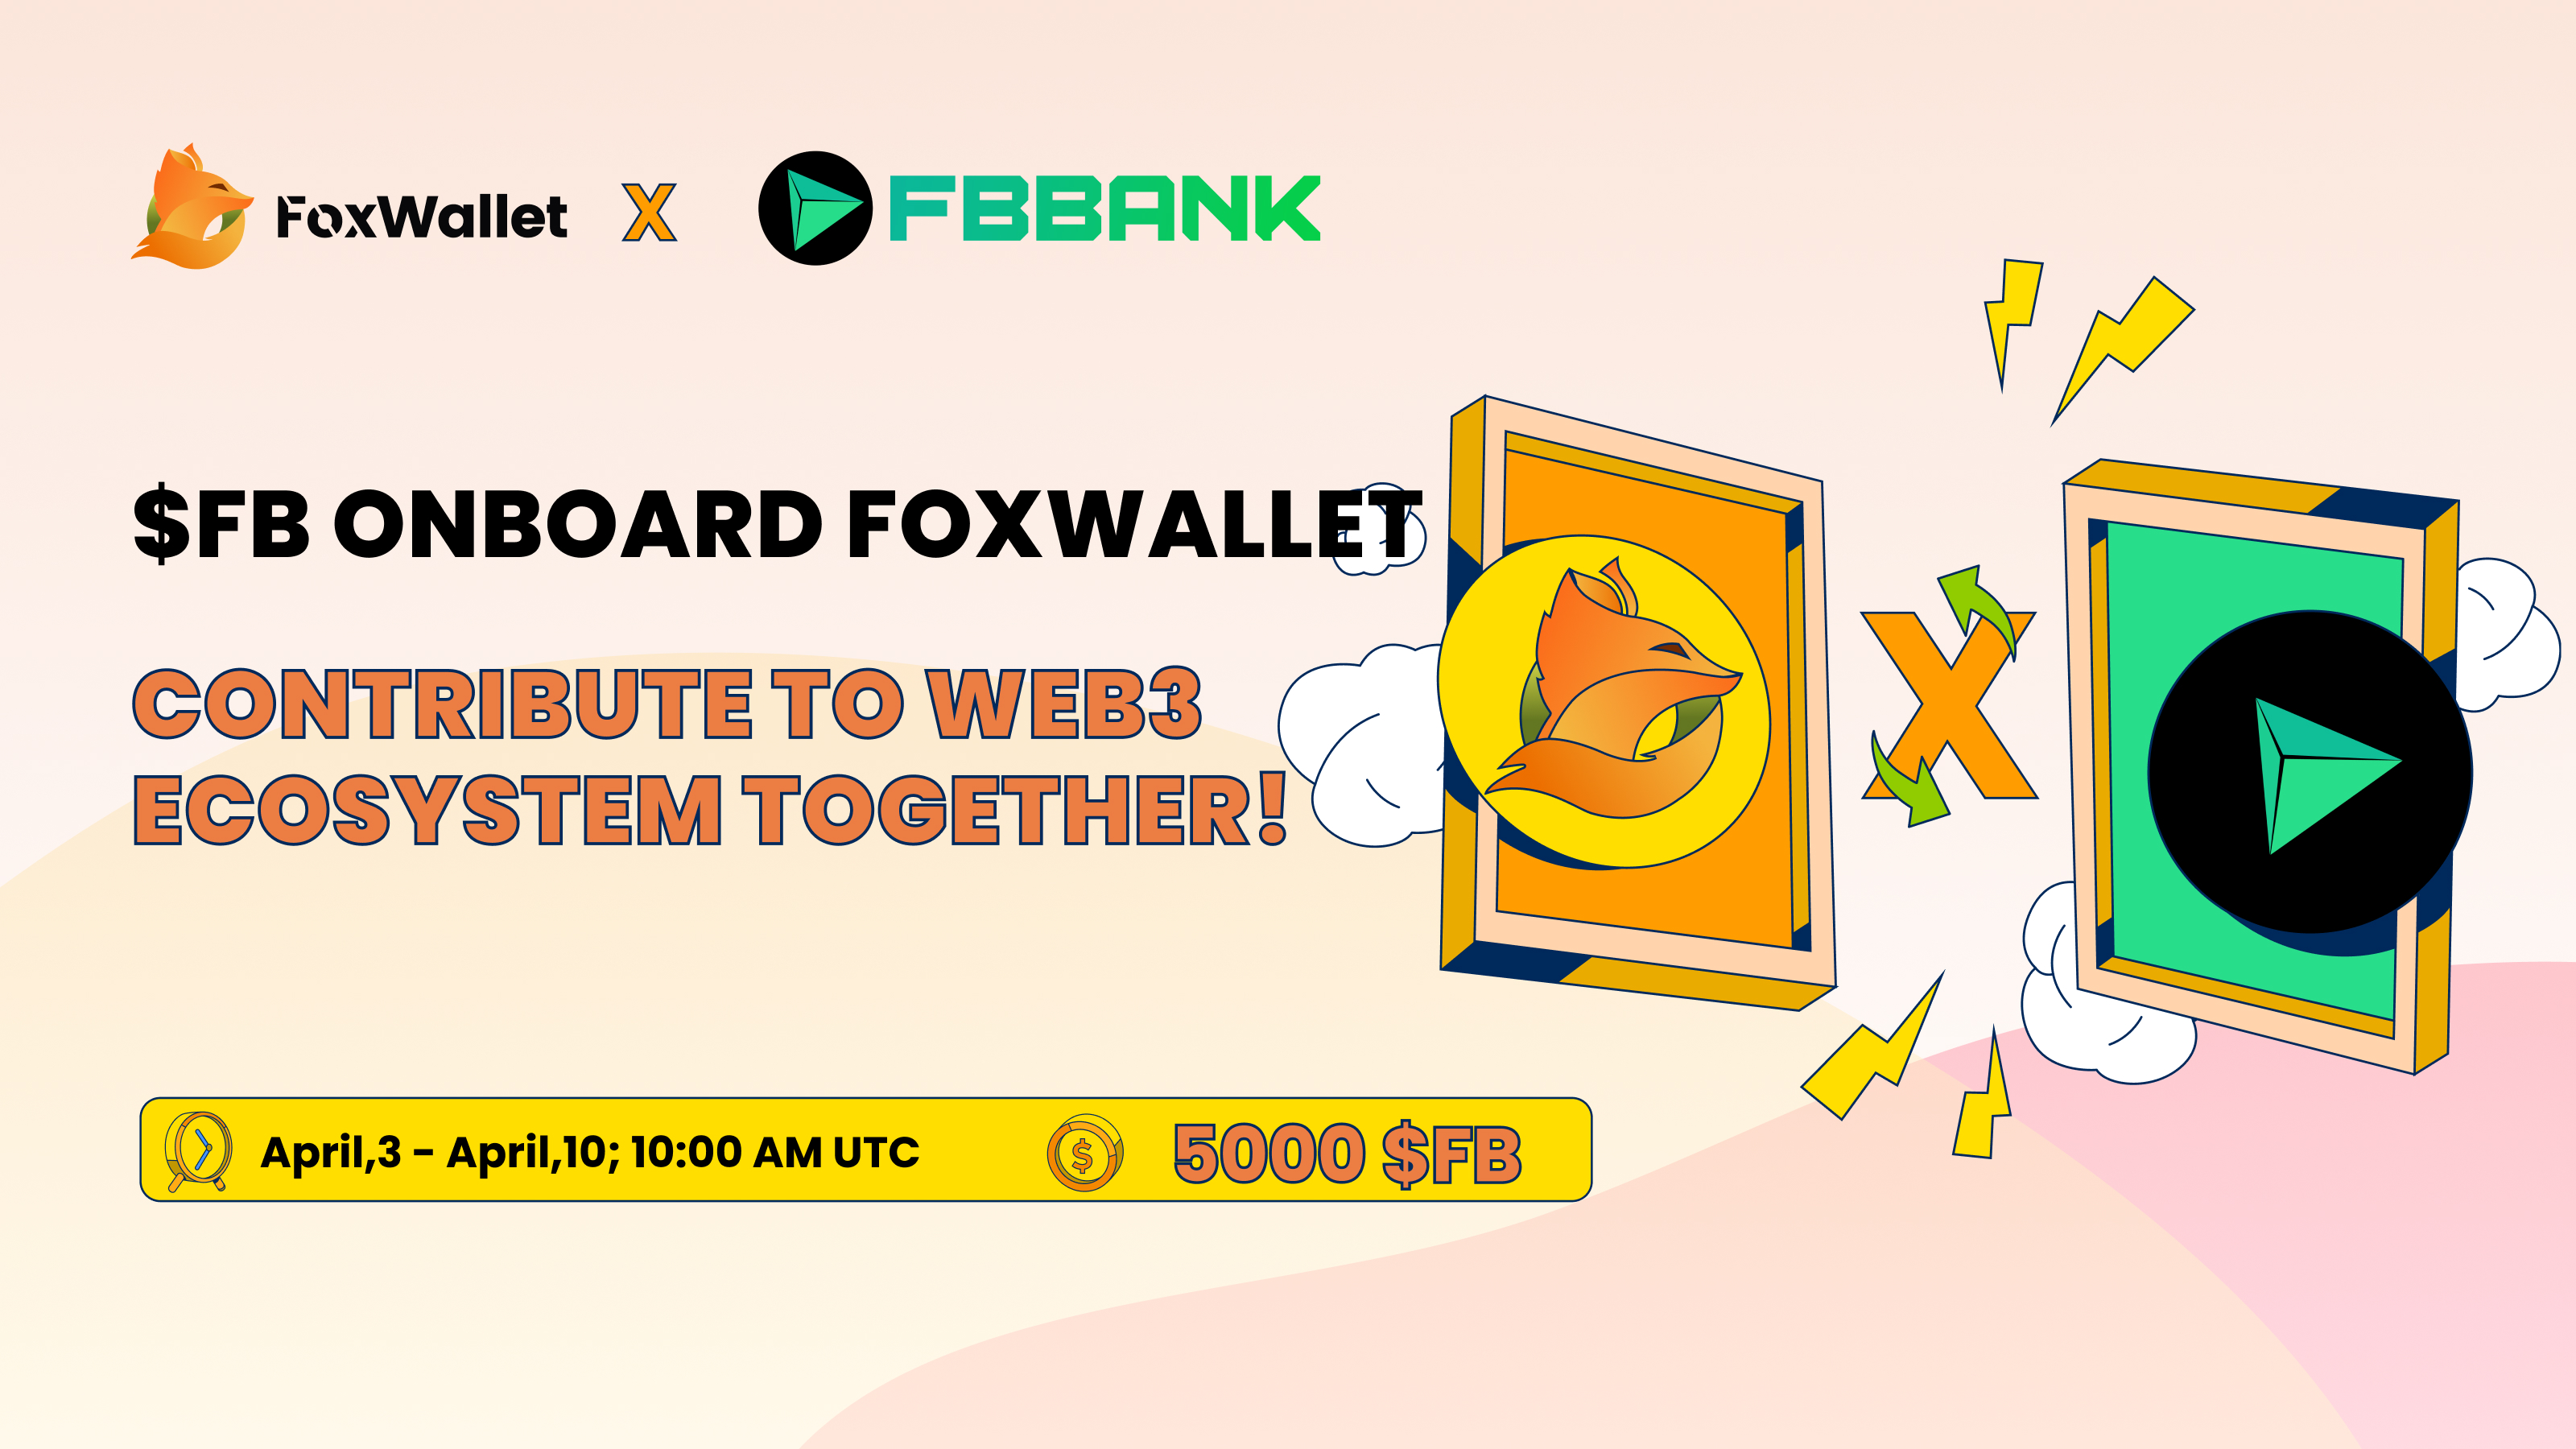 FoxWallet X FBBANK
$FB ONBOARD FOXWALLET
CONTRIBUTE TO WEB3
ECOSYSTEM TOGETHER!
X
April,3 - April,10; 10:00 AM UTC
$
5000 $FB